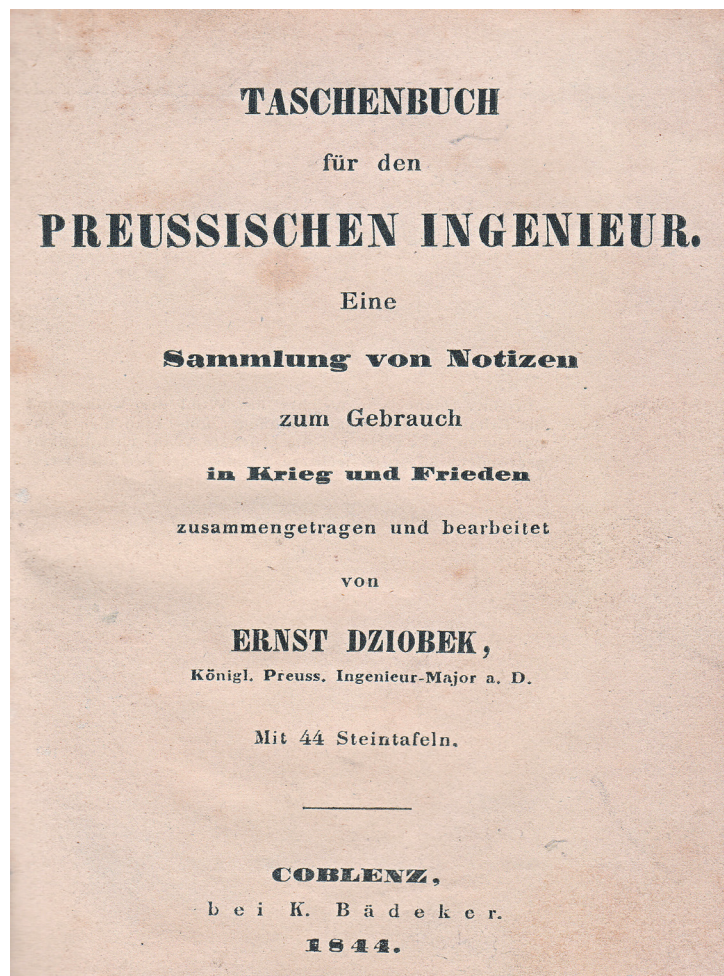 TASCHENBUCH
für den
PREUSSISCHEN INGENIEUR.
Eine
Sammlung von Notizen
zum Gebrauch
in Krieg und Frieden
zusammengetragen und bearbeitet
von
ERNST DZIOBEK,
Königl. Preuss. Ingenieur-Major a. D.
Mit 44 Steintafeln.
COBLENZ,
bei K. Bädeker.
1844.